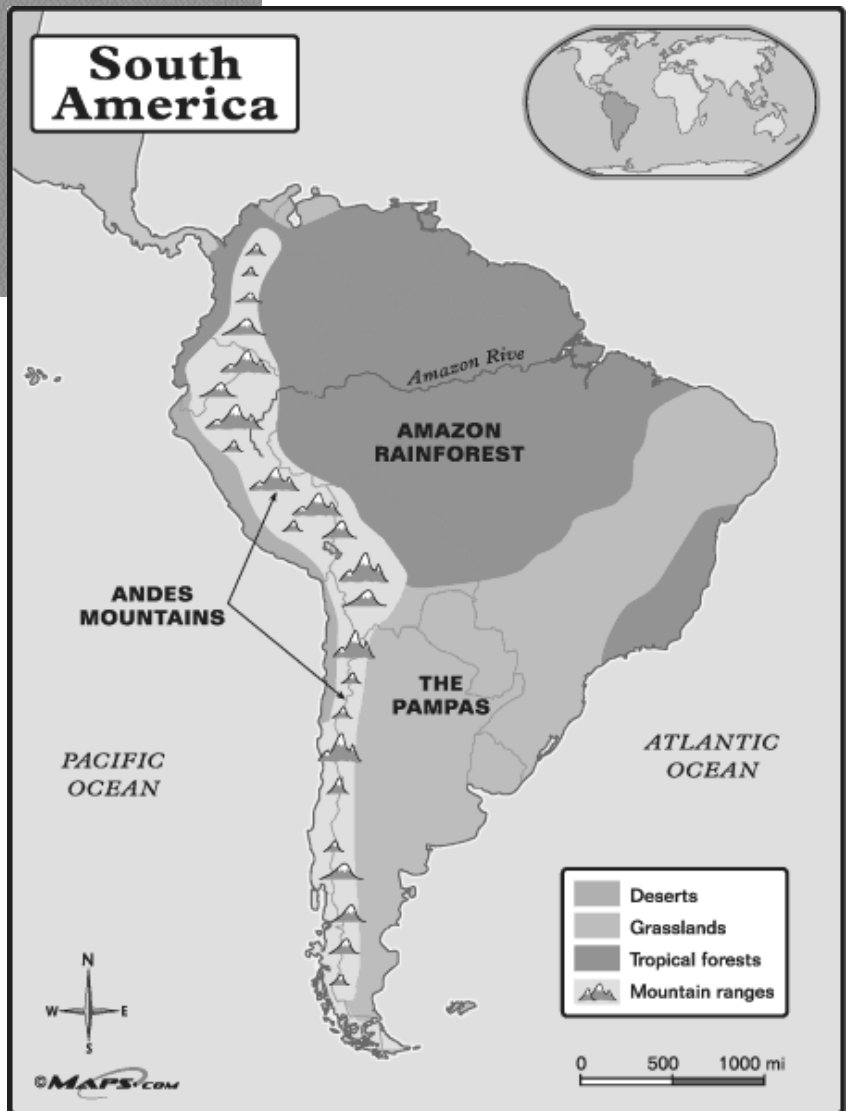 South
America
Amazon Rive
AMAZON
RAINFOREST
ANDES
MOUNTAINS
THE
PAMPAS
PACIFIC
OCEAN
ATLANTIC
OCEAN
Deserts
Grasslands
Tropical forests
Mountain ranges
N
W E
S
0 500 1000 mi
©MAPS.COM